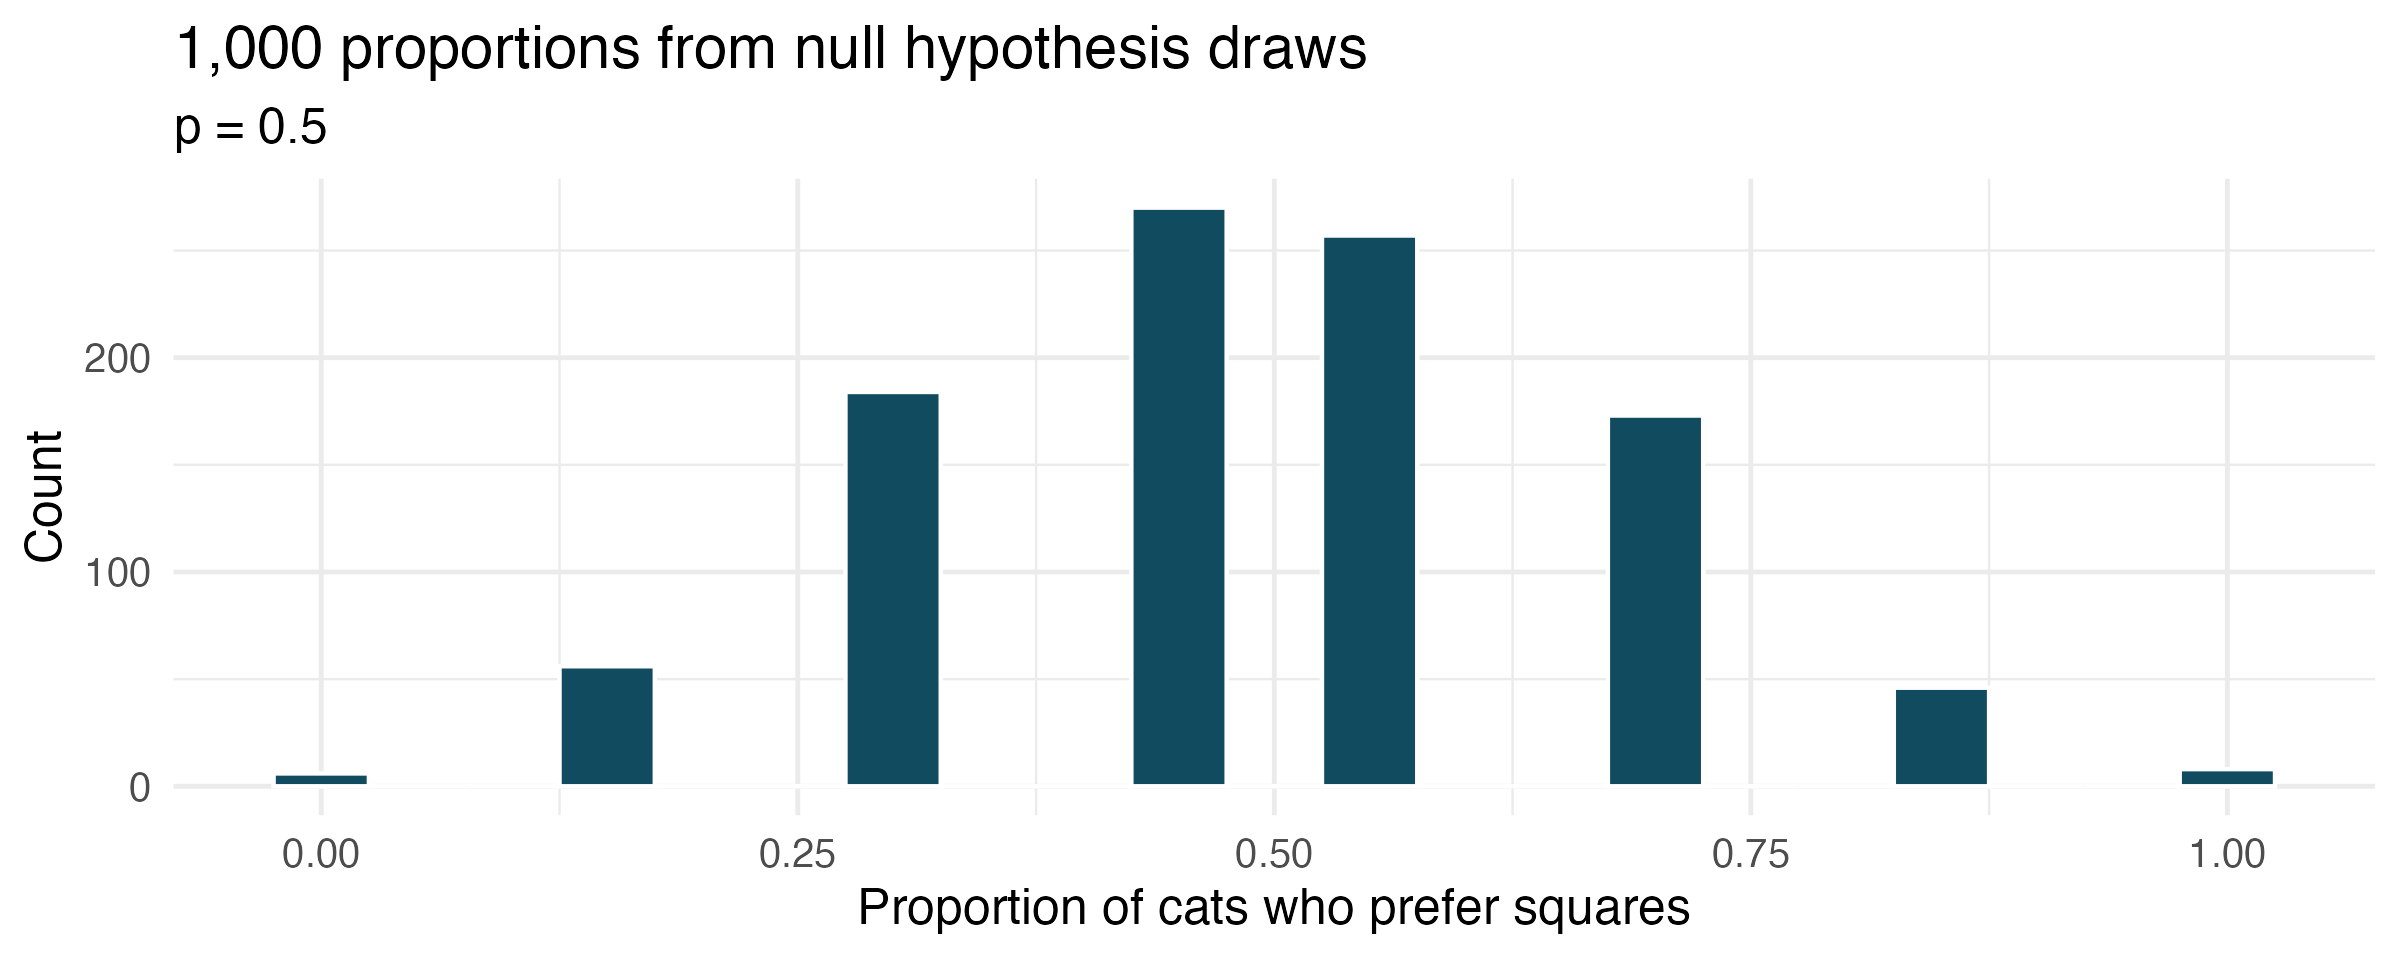 1,000 proportions from null hypothesis draws
p = 0.5
Count
200
100
0
0.00 0.25 0.50 0.75 1.00
Proportion of cats who prefer squares